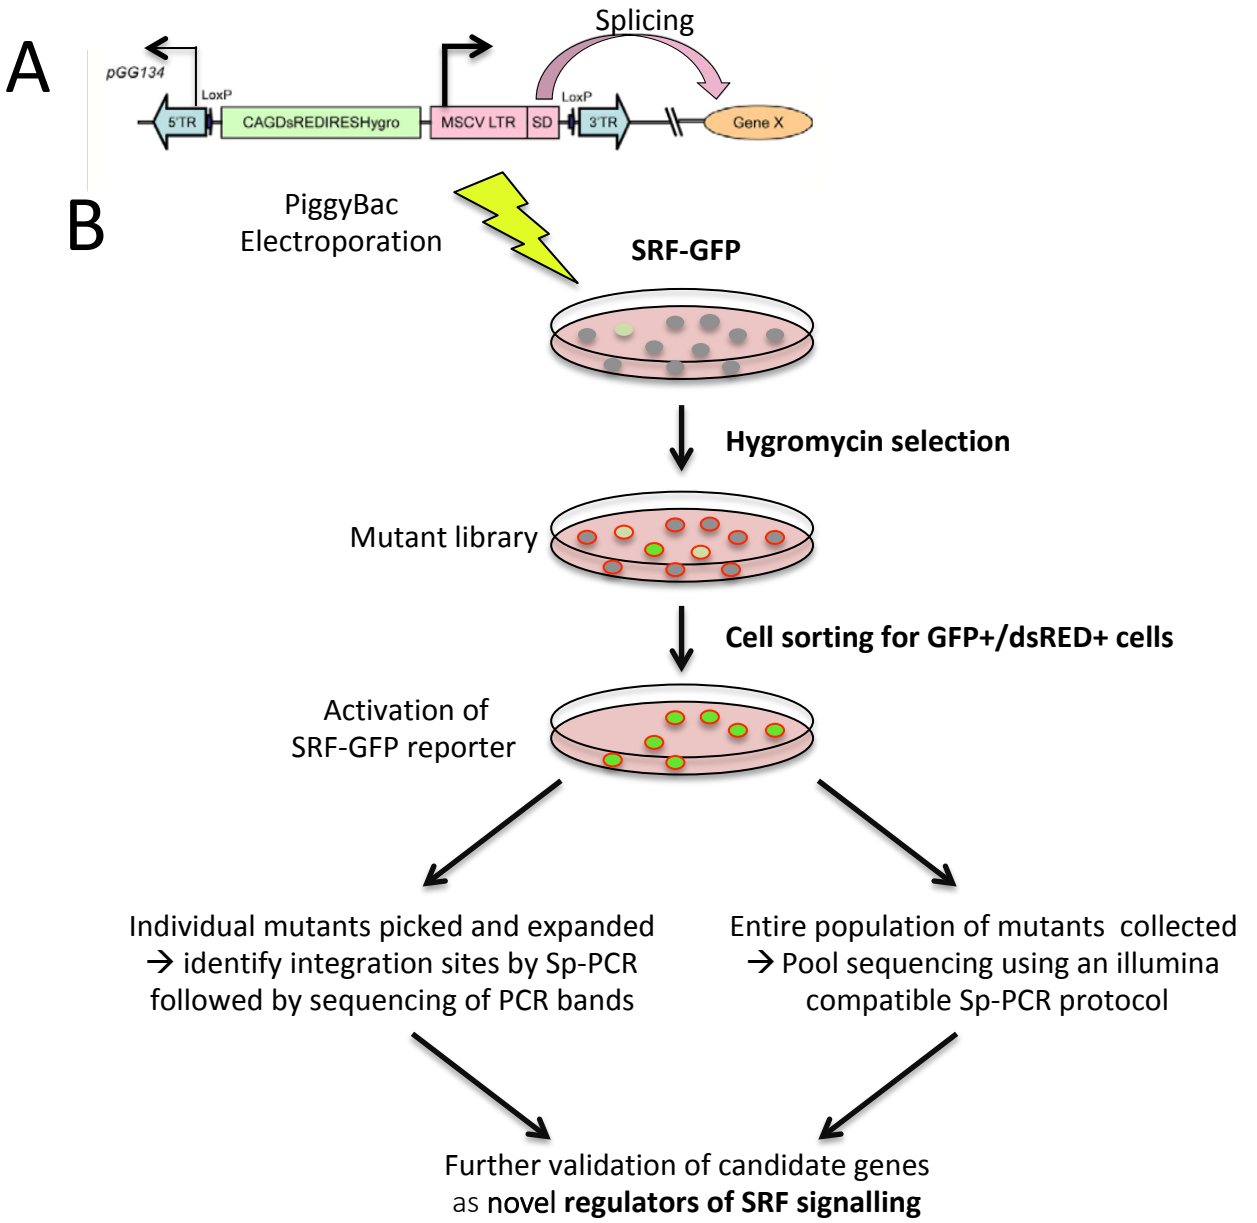 A
Splicing
pGG134
LoxP
LoxP
5'TR
CAGDsREDIRESHygro
MSCV LTR
SD
3'TR
Gene X
B
PiggyBac
Electroporation
SRF-GFP
Hygromycin selection
Mutant library
Cell sorting for GFP+/dsRED+ cells
Activation of
SRF-GFP reporter
Individual mutants picked and expanded
→ identify integration sites by Sp-PCR
followed by sequencing of PCR bands
Entire population of mutants collected
→ Pool sequencing using an illumina
compatible Sp-PCR protocol
Further validation of candidate genes
as novel regulators of SRF signalling